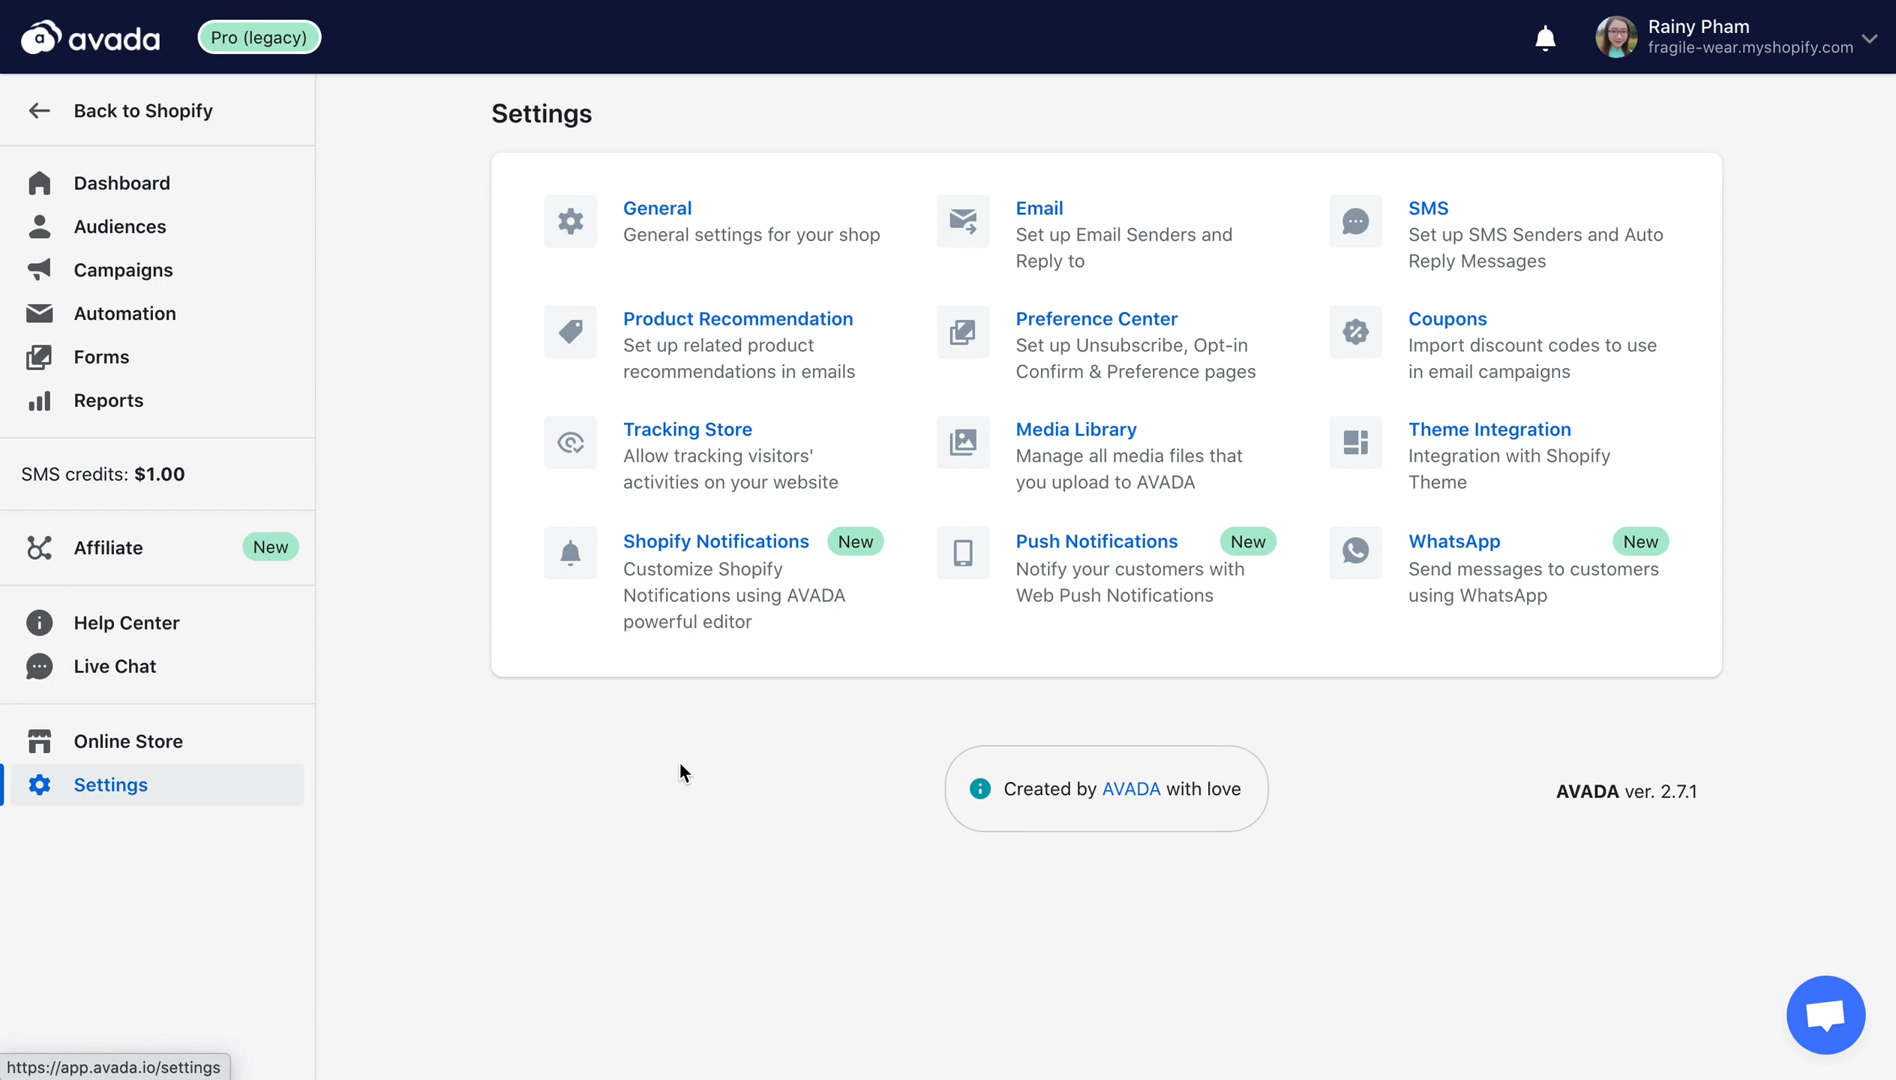 avada
Pro (legacy)
Rainy Pham
fragile-wear.myshopify.com
Back to Shopify
Dashboard
Audiences
Campaigns
Automation
Forms
Reports
SMS credits: $1.00
Affiliate
New
Help Center
Live Chat
Online Store
Settings
https://app.avada.io/settings
Settings
General
General settings for your shop
Email
Set up Email Senders and
Reply to
SMS
Set up SMS Senders and Auto
Reply Messages
Product Recommendation
Set up related product
recommendations in emails
Preference Center
Set up Unsubscribe, Opt-in
Confirm & Preference pages
Coupons
Import discount codes to use
in email campaigns
Tracking Store
Allow tracking visitors'
activities on your website
Media Library
Manage all media files that
you upload to AVADA
Theme Integration
Integration with Shopify
Theme
Shopify Notifications
New
Customize Shopify
Notifications using AVADA
powerful editor
Push Notifications
New
Notify your customers with
Web Push Notifications
WhatsApp
New
Send messages to customers
using WhatsApp
Created by AVADA with love
AVADA ver. 2.7.1